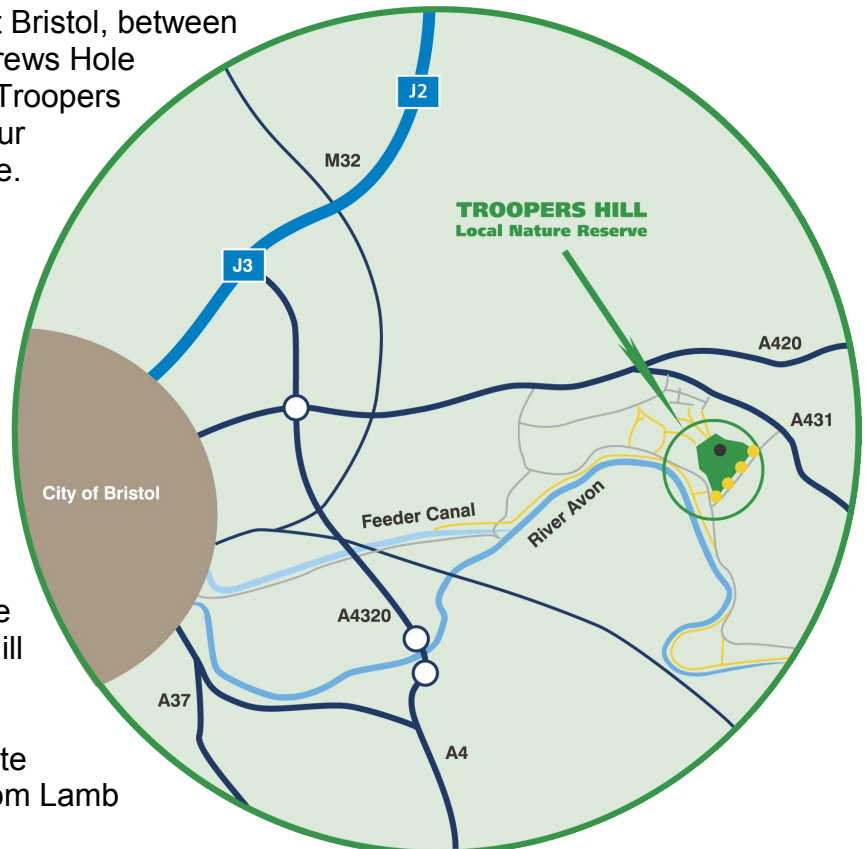 Bristol, between
rews Hole
Troopers
ur
e.
J2
M32
TROOPERS HILL
Local Nature Reserve
J3
A420
A431
City of Bristol
Feeder Canal
River Avon
e
ill
A4320
A37
te
A4
om Lamb